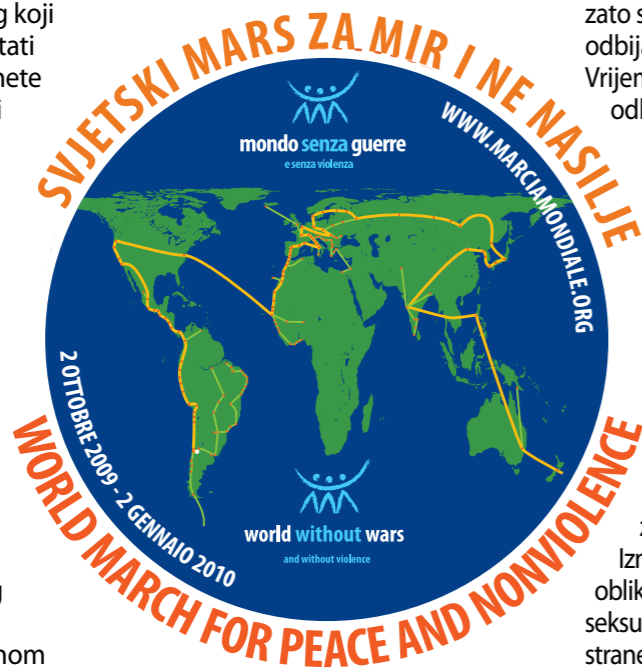 g koji
tati
nete
i
zato s
odbija
Vrijem
odl
SVJETSKI MARS ZA MIR I NE NASILJE
mondo senza guerre
e senza violenza
WWW.MARCIAMONDIALE.ORG
2 OTTOBRE 2009 - 2 GENNAIO 2010
world without wars
and without violence
WORLD MARCH FOR PEACE AND NONVIOLENCE
g
nom
z
Izr
oblik
seksu
strane